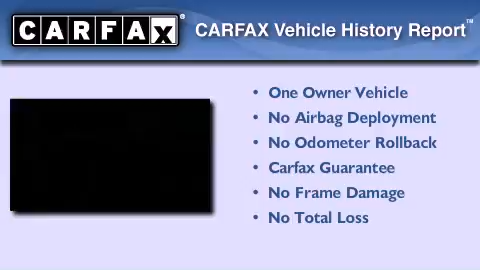 CARFAX® CARFAX Vehicle History Report™
• One Owner Vehicle
• No Airbag Deployment
• No Odometer Rollback
• Carfax Guarantee
• No Frame Damage
• No Total Loss